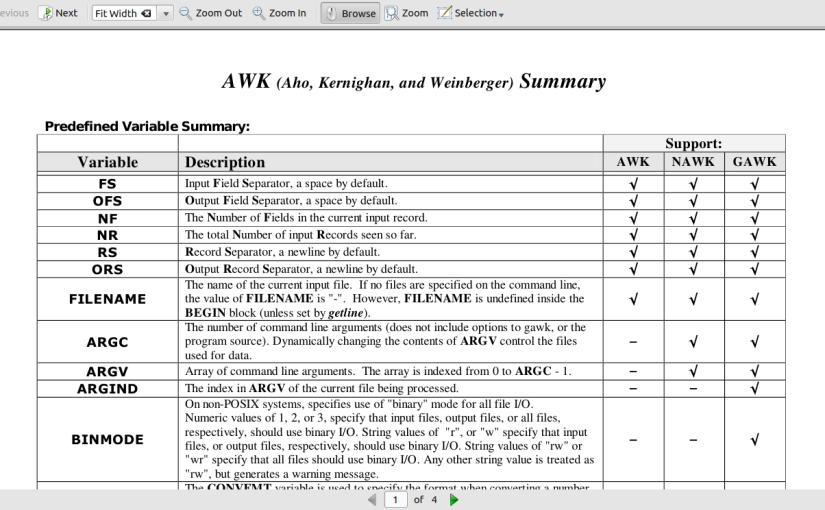 evious Next Fit Width Zoom Out Zoom In Browse Zoom Selection
AWK (Aho, Kernighan, and Weinberger) Summary
Predefined Variable Summary:
Support:
Variable Description AWK NAWK GAWK
FS Input Field Separator, a space by default. √ √ √
OFS Output Field Separator, a space by default. √ √ √
NF The Number of Fields in the current input record. √ √ √
NR The total Number of input Records seen so far. √ √ √
RS Record Separator, a newline by default. √ √ √
ORS Output Record Separator, a newline by default. √ √ √
The name of the current input file. If no files are specified on the command line,
FILENAME the value of FILENAME is "-". However, FILENAME is undefined inside the √ √ √
BEGIN block (unless set by getline).
The number of command line arguments (does not include options to gawk, or the
ARGC program source). Dynamically changing the contents of ARGV control the files – √ √
used for data.
ARGV Array of command line arguments. The array is indexed from 0 to ARGC - 1. – √ √
ARGIND The index in ARGV of the current file being processed. – – √
On non-POSIX systems, specifies use of "binary" mode for all file I/O.
Numeric values of 1, 2, or 3, specify that input files, output files, or all files,
respectively, should use binary I/O. String values of "r", or "w" specify that input
BINMODE files, or output files, respectively, should use binary I/O. String values of "rw" or – – √
"wr" specify that all files should use binary I/O. Any other string value is treated as
"rw", but generates a warning message.
The CONVFMT variable is used to specify the format when converting a number
1 of 4